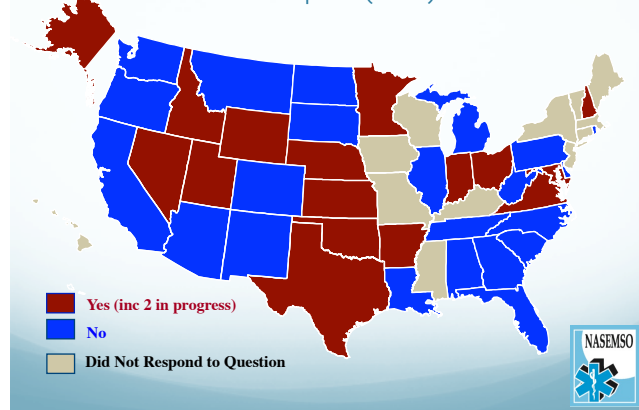 Yes (inc 2 in progress)
No
Did Not Respond to Question
NASEMSO